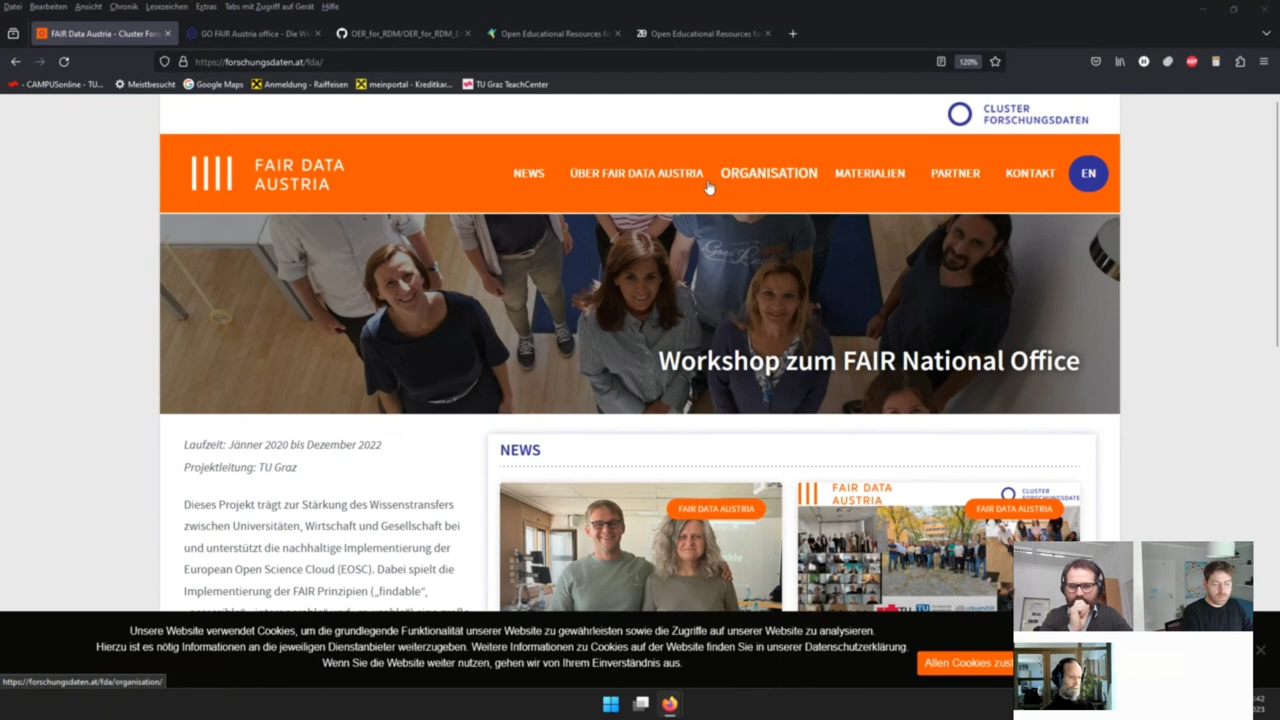 Datei Bearbeiten Ansicht Chronik Lesezeichen Extras Tabs mit Zugriff auf Gerät Hilfe
FAIR Data Austria - Cluster Fors
GO FAIR Austria office - Die Wi
OER_for_RDM/OER_for_RDM_
Open Educational Resources fo
Open Educational Resources for
https://forschungsdaten.at/fda/
120%
- CAMPUSonline - TU... Meistbesucht Google Maps Anmeldung - Raiffeisen meinportal - Kreditkar... TU Graz TeachCenter
CLUSTER
FORSCHUNGSDATEN
FAIR DATA
AUSTRIA
NEWS ÜBER FAIR DATA AUSTRIA ORGANISATION MATERIALIEN PARTNER KONTAKT EN
Workshop zum FAIR National Office
Laufzeit: Jänner 2020 bis Dezember 2022
Projektleitung: TU Graz
Dieses Projekt trägt zur Stärkung des Wissenstransfers
zwischen Universitäten, Wirtschaft und Gesellschaft bei
und unterstützt die nachhaltige Implementierung der
European Open Science Cloud (EOSC). Dabei spielt die
Implementierung der FAIR Prinzipien („findable“,
NEWS
FAIR DATA AUSTRIA
FAIR DATA
AUSTRIA
CLUSTER
FORSCHUNGSDATE
FAIR DATA AUSTRIA
Unsere Website verwendet Cookies, um die grundlegende Funktionalität unserer Website zu gewährleisten sowie die Zugriffe auf unserer Website zu analysieren.
Hierzu ist es nötig Informationen an die jeweiligen Dienstanbieter weiterzugeben. Weitere Informationen zu Cookies auf der Website finden Sie in unserer Datenschutzerklärung.
Wenn Sie die Website weiter nutzen, gehen wir von Ihrem Einverständnis aus.
Allen Cookies zust
https://forschungsdaten.at/fda/organisation/